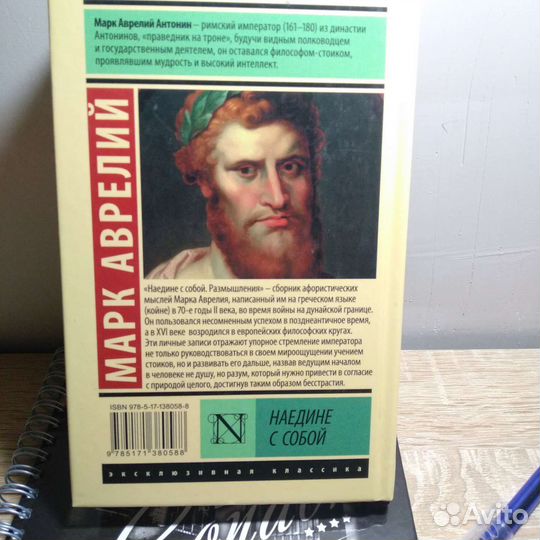 Марк Аврелий Антонин – римский император (161–180) из династии
Антонинов, «праведник на троне», будучи видным полководцем
и государственным деятелем, он оставался философом-стоиком,
проявлявшим мудрость и высокий интеллект.
МАРК АВРЕЛИЙ
«Наедине с собой. Размышления» – сборник афористических
мыслей Марка Аврелия, написанный им на греческом языке
(койне) в 70-е годы II века, во время войны на дунайской границе.
Он пользовался несомненным успехом в позднеантичное время,
а в XVI веке возродился в европейских философских кругах.
Эти личные записи отражают упорное стремление императора
не только руководствоваться в своем мироощущении учением
стоиков, но и развивать его дальше, назвав ведущим началом
в человеке не душу, но разум, который нужно привести в согласие
с природой целого, достигнув таким образом бесстрастия.
ISBN 978-5-17-138058-8
9 785171 380588
N
НАЕДИНЕ
С СОБОЙ
эксклюзивная классика
Avito